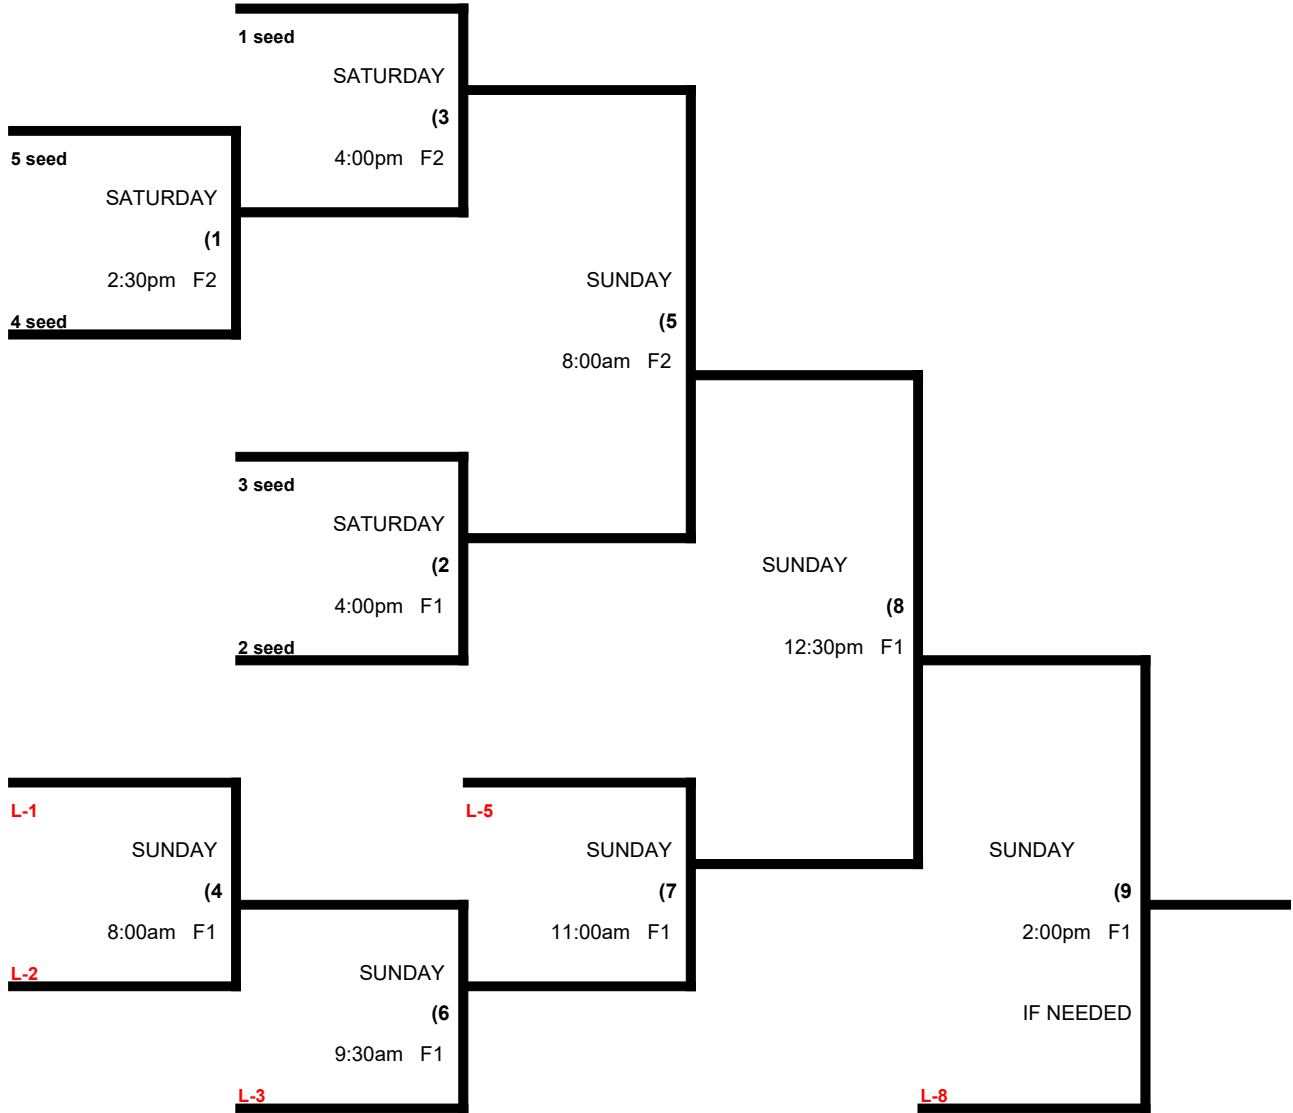 1 seed
SATURDAY
(3
4:00pm F2
5 seed
SATURDAY
(1
2:30pm F2
4 seed
SUNDAY
(5
8:00am F2
3 seed
SATURDAY
(2
4:00pm F1
2 seed
SUNDAY
(8
12:30pm F1
L-1
SUNDAY
(4
8:00am F1
L-2
SUNDAY
(6
9:30am F1
L-3
L-5
SUNDAY
(7
11:00am F1
SUNDAY
(9
2:00pm F1
IF NEEDED
L-8